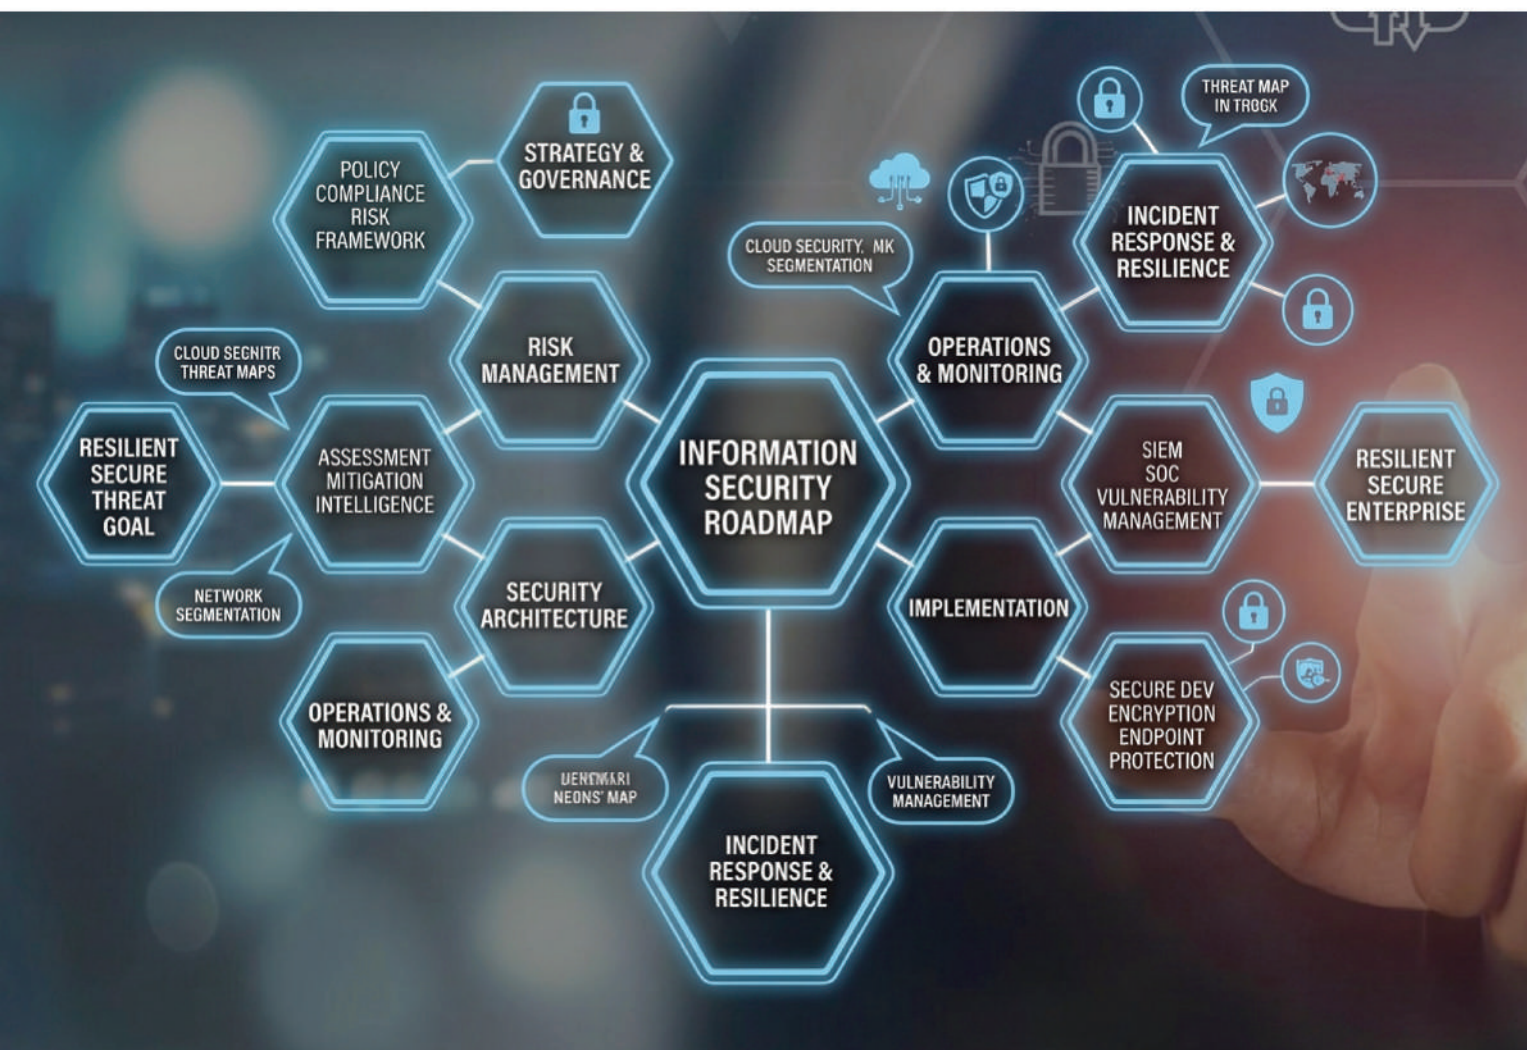 STRATEGY &
GOVERNANCE
POLICY
COMPLIANCE
RISK
FRAMEWORK
RISK
MANAGEMENT
CLOUD SEGNITR
THREAT MAPS
RESILIENT
SECURE
THREAT
GOAL
ASSESSMENT
MITIGATION
INTELLIGENCE
NETWORK
SEGMENTATION
SECURITY
ARCHITECTURE
OPERATIONS &
MONITORING
INFORMATION
SECURITY
ROADMAP
NEONS' MAP
VULNERABILITY
MANAGEMENT
INCIDENT
RESPONSE &
RESILIENCE
CLOUD SECURITY. MK
SEGMENTATION
OPERATIONS
& MONITORING
THREAT MAP
IN
INCIDENT
RESPONSE &
RESILIENCE
SIEM
SOC
VULNERABILITY
MANAGEMENT
RESILIENT
SECURE
ENTERPRISE
IMPLEMENTATION
SECURE DEV
ENCRYPTION
ENDPOINT
PROTECTION